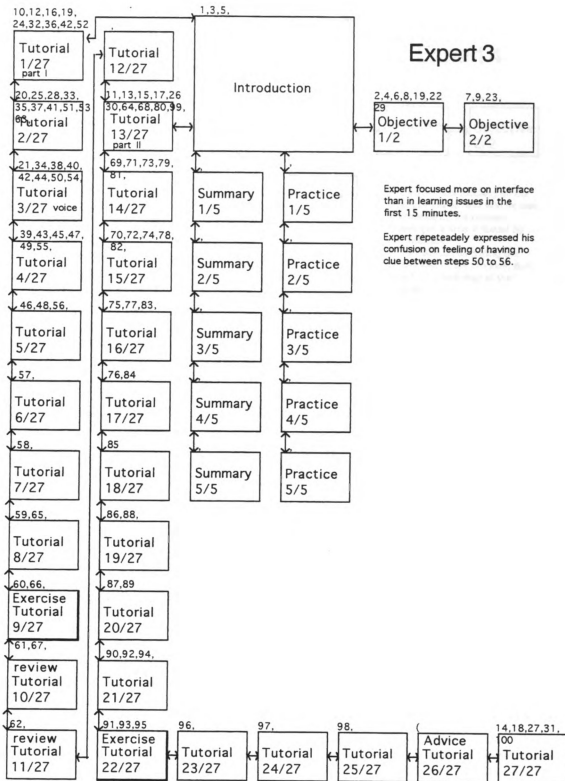 10,12,16,19,
24,32,36,42,52
Tutorial
1/27
part I
20,25,28,33,
35,37,41,51,53
Tutorial
2/27
21,34,38,40,
42,44,50,54,
Tutorial
3/27 voice
39,43,45,47,
49,55,
Tutorial
4/27
46,48,56,
Tutorial
5/27
57,
Tutorial
6/27
58,
Tutorial
7/27
59,65,
Tutorial
8/27
60,66,
Exercise
Tutorial
9/27
61,67,
review
Tutorial
10/27
62,
review
Tutorial
11/27
Tutorial
12/27
11,13,15,17,26
30,64,68,80,99,
Tutorial
13/27
part II
69,71,73,79,
81,
Tutorial
14/27
70,72,74,78,
82,
Tutorial
15/27
75,77,83,
Tutorial
16/27
76,84
Tutorial
17/27
85
Tutorial
18/27
86,88,
Tutorial
19/27
87,89
Tutorial
20/27
90,92,94,
Tutorial
21/27
91,93,95
Exercise
Tutorial
22/27
96,
Tutorial
23/27
97,
Tutorial
24/27
98,
Tutorial
25/27
(
Advice
Tutorial
26/27
14,18,27,31,
100
Tutorial
27/27
1,3,5,
Introduction
,
Summary
1/5
,
Summary
2/5
,
Summary
3/5
,
Summary
4/5
,
Summary
5/5
,
Practice
1/5
,
Practice
2/5
,
Practice
3/5
,
Practice
4/5
,
Practice
5/5
Expert 3
2,4,6,8,19,22
29
Objective
1/2
7,9,23,
Objective
2/2
Expert focused more on interface
than in learning issues in the
first 15 minutes.
Expert repeteadely expressed his
confusion on feeling of having no
clue between steps 50 to 56.